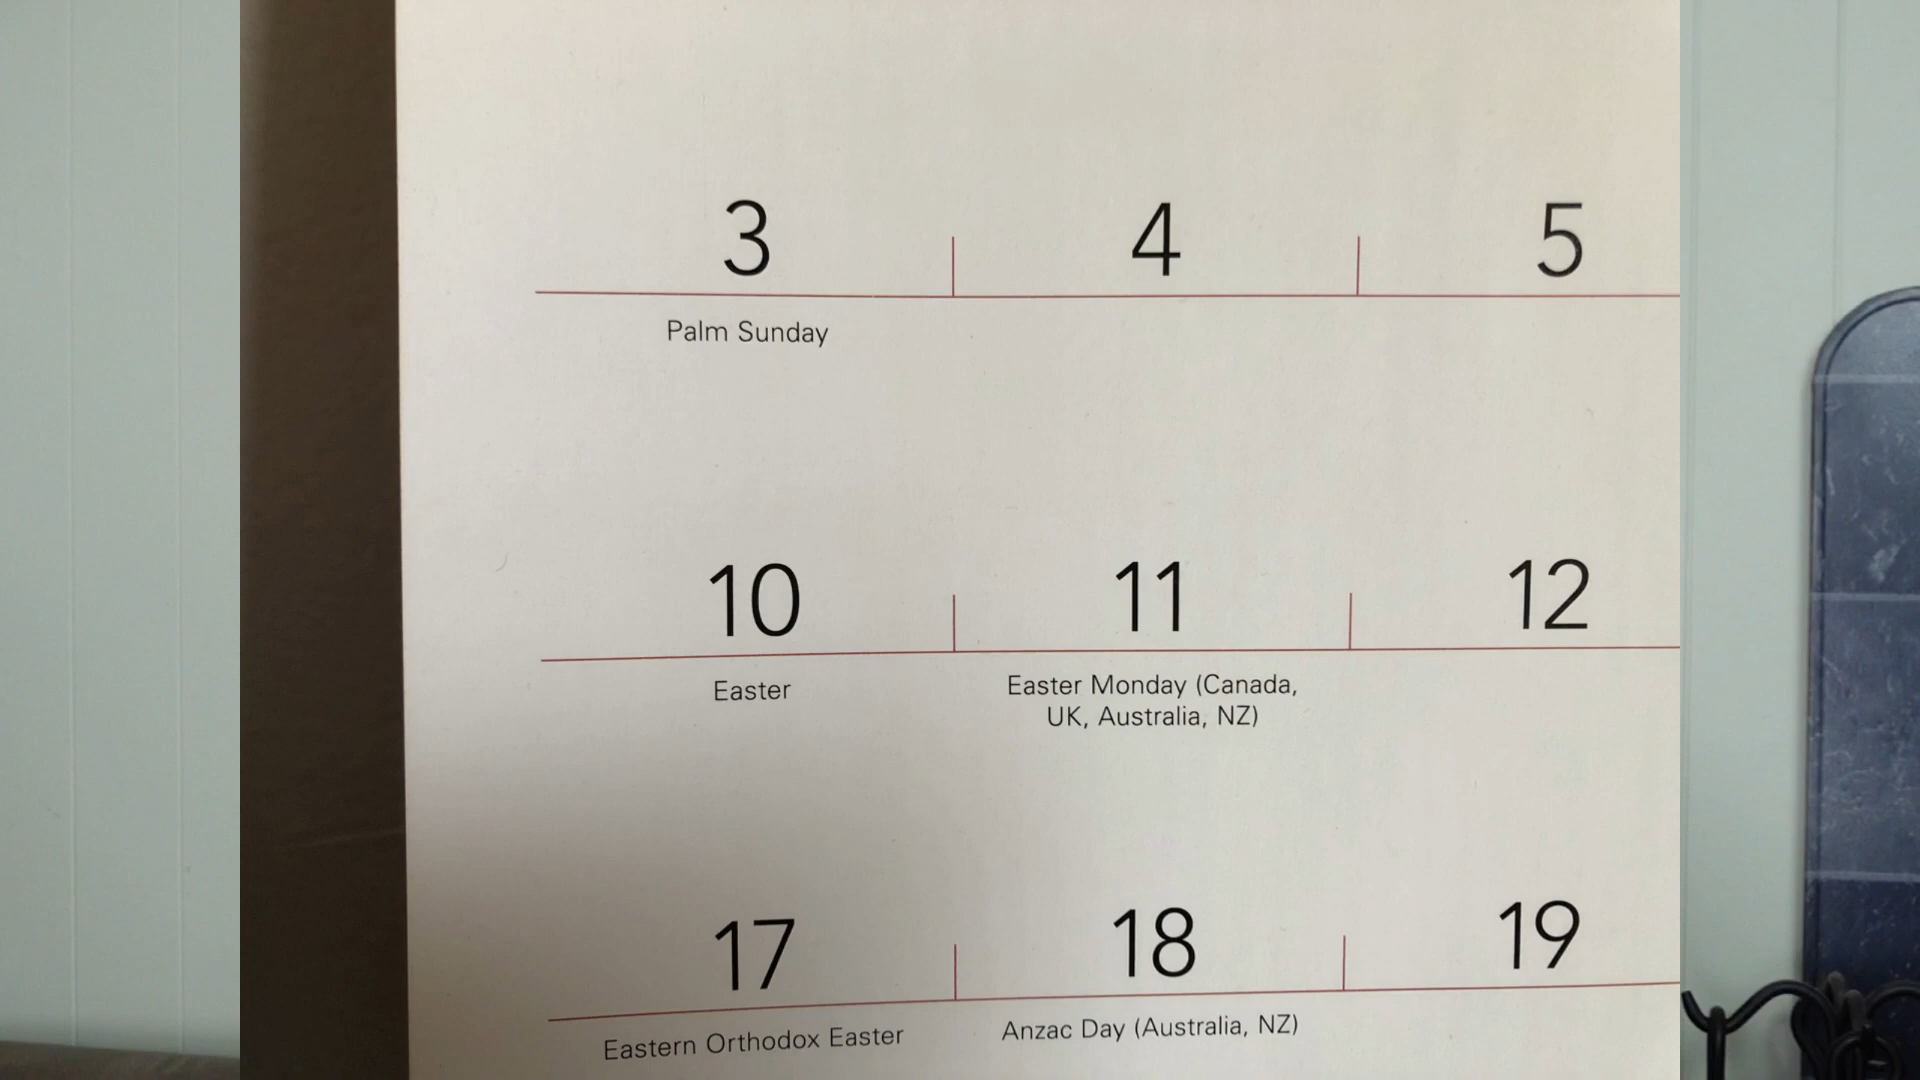 3 4 5
Palm Sunday
10 11 12
Easter
Easter Monday (Canada,
UK, Australia, NZ)
17 18 19
Eastern Orthodox Easter
Anzac Day (Australia, NZ)